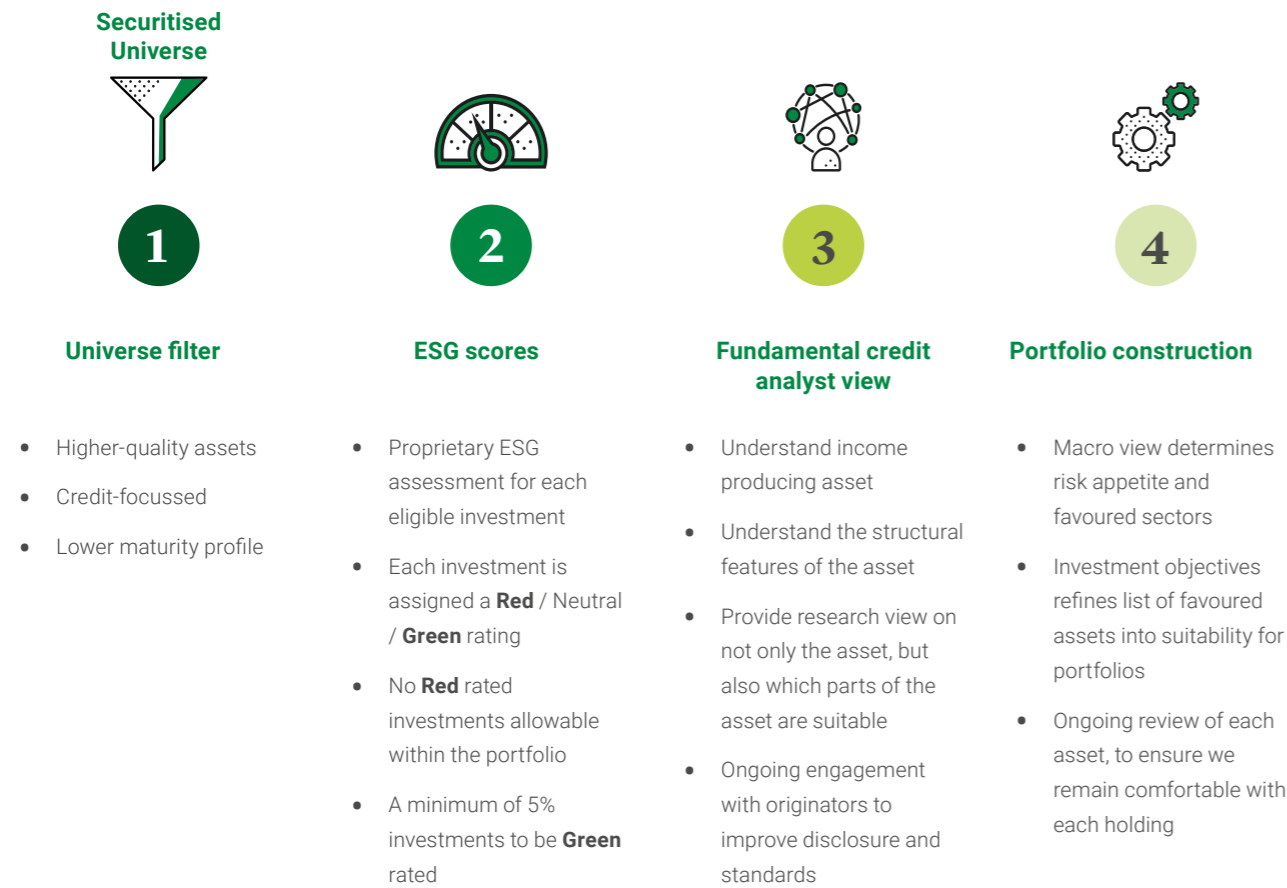 Securitised
Universe
1
2
3
4
Universe filter
ESG scores
Fundamental credit
analyst view
Portfolio construction
• Higher-quality assets
• Credit-focussed
• Lower maturity profile
• Proprietary ESG
assessment for each
eligible investment
• Each investment is
assigned a Red / Neutral
/ Green rating
• No Red rated
investments allowable
within the portfolio
• A minimum of 5%
investments to be Green
rated
• Understand income
producing asset
• Understand the structural
features of the asset
• Provide research view on
not only the asset, but
also which parts of the
asset are suitable
• Ongoing engagement
with originators to
improve disclosure and
standards
• Macro view determines
risk appetite and
favoured sectors
• Investment objectives
refines list of favoured
assets into suitability for
portfolios
• Ongoing review of each
asset, to ensure we
remain comfortable with
each holding